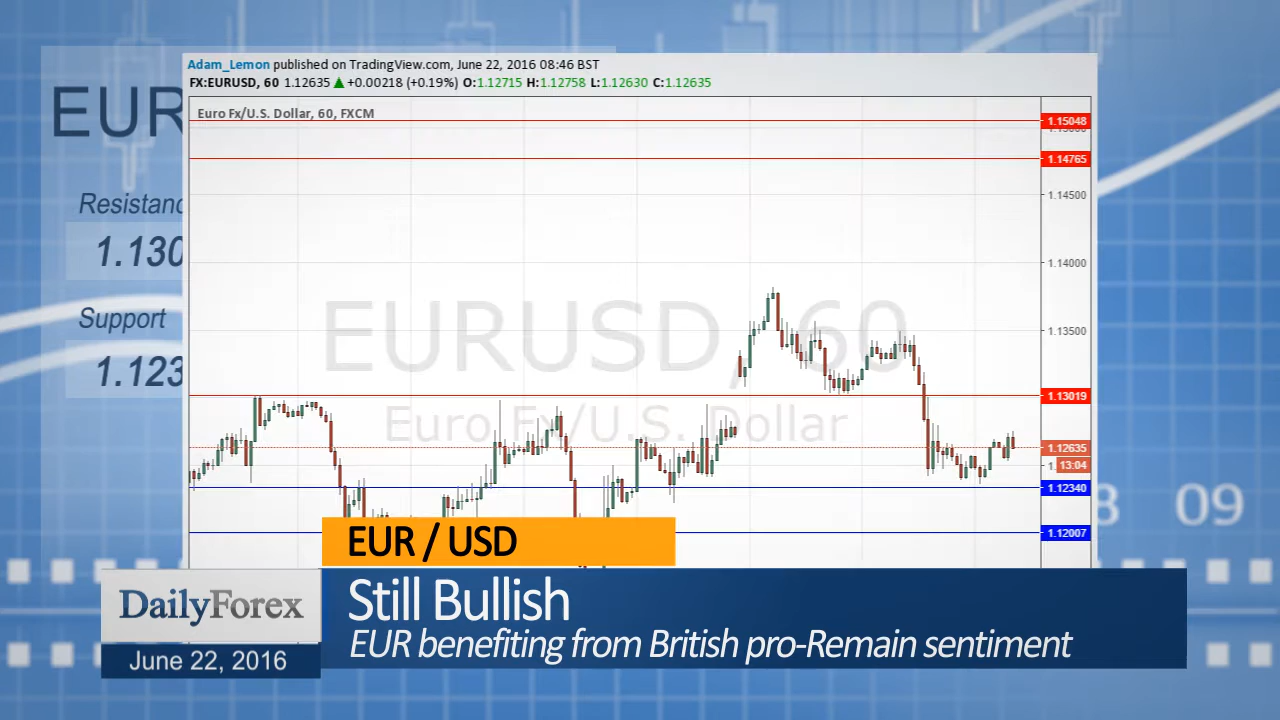 Adam_Lemon published on TradingView.com, June 22, 2016 08:46 BST
FX:EURUSD, 60 1.12635 ▲ +0.00218 (+0.19%) O:1.12715 H:1.12758 L:1.12630 C:1.12635
Euro Fx/U.S. Dollar, 60, FXCM
EUR
Resistanc
1.130
Support
1.123
EURUSD, 60
Euro Fx/U.S. Dollar
1.15048
1.14765
1.14500
1.14000
1.13500
1.13019
1.12635
13:04
1.12340
1.12007
09
EUR / USD
Still Bullish
EUR benefiting from British pro-Remain sentiment
DailyForex
June 22, 2016